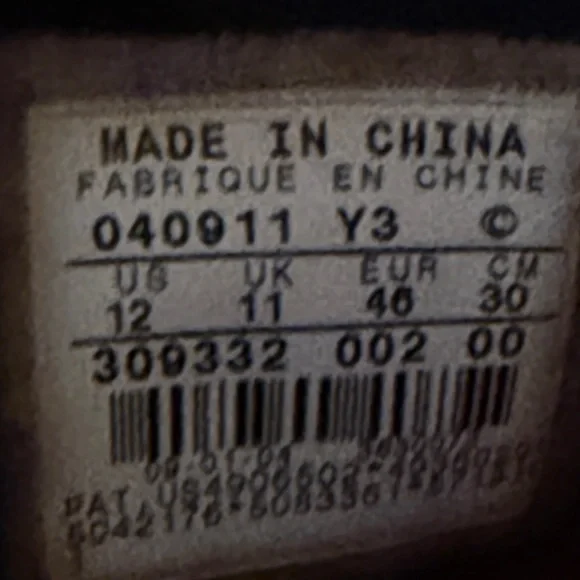 MADE IN CHINA
FABRIQUE EN CHINE
040911 Y3 ©
US UK EUR CM
12 11 46 30
309332 002 00
PAT.